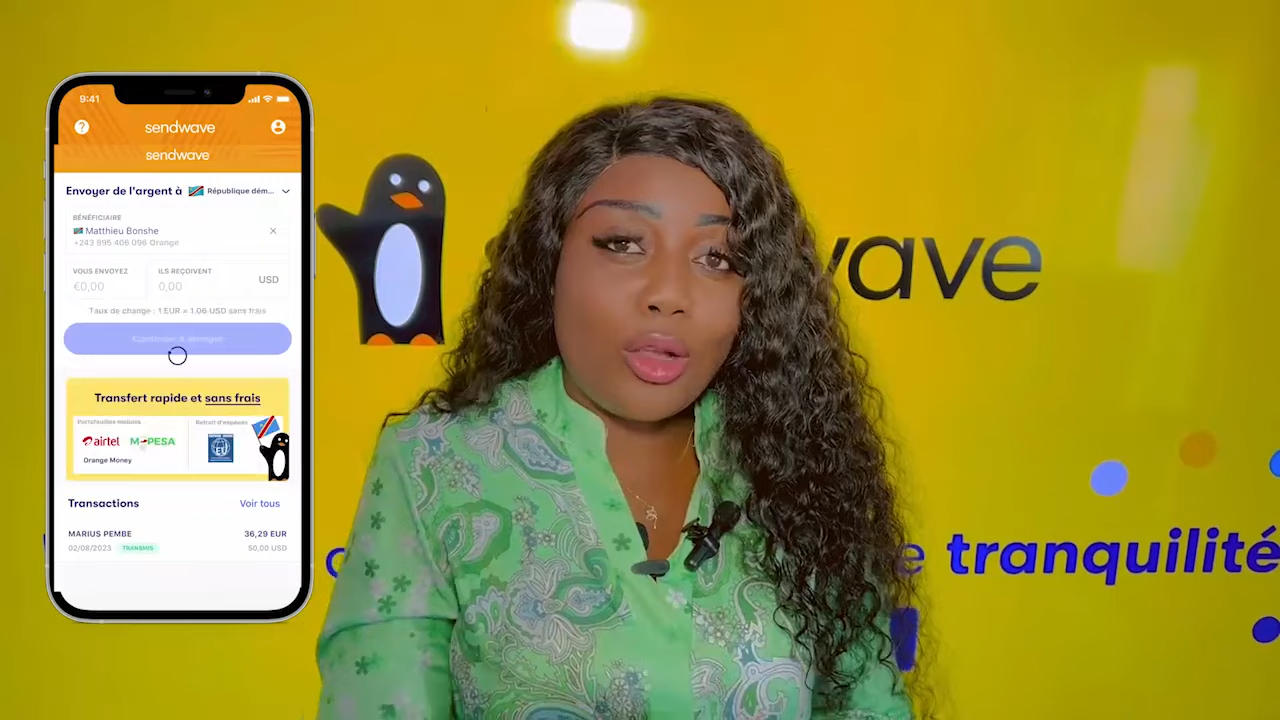 9:41
sendwave
sendwave
Envoyer de l'argent à République dém...
BÉNÉFICIAIRE
Matthieu Bonshe
+243 895 406 096 Orange
VOUS ENVOYEZ ILS REÇOIVENT
€0,00 0,00 USD
Taux de change : 1 EUR = 1.06 USD sans frais
Transfert rapide et sans frais
Retrait d'espèces
airtel M-PESA
Orange Money
Transactions Voir tous
MARIUS PEMBE 36,29 EUR
02/08/2023 TRANSMIS 50,00 USD
wave
e tranquilité